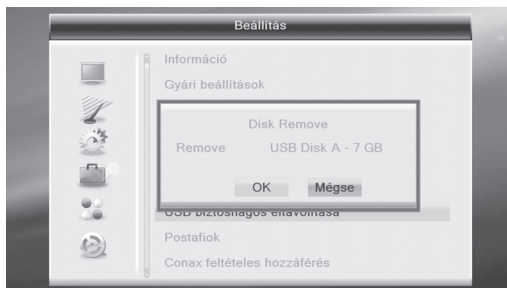 Beállítás
Információ
Gyári beállítások
Disk Remove
Remove USB Disk A - 7 GB
OK Mégse
USB biztonságos eltávolítása
Postafiok
Conax feltételes hozzáférés